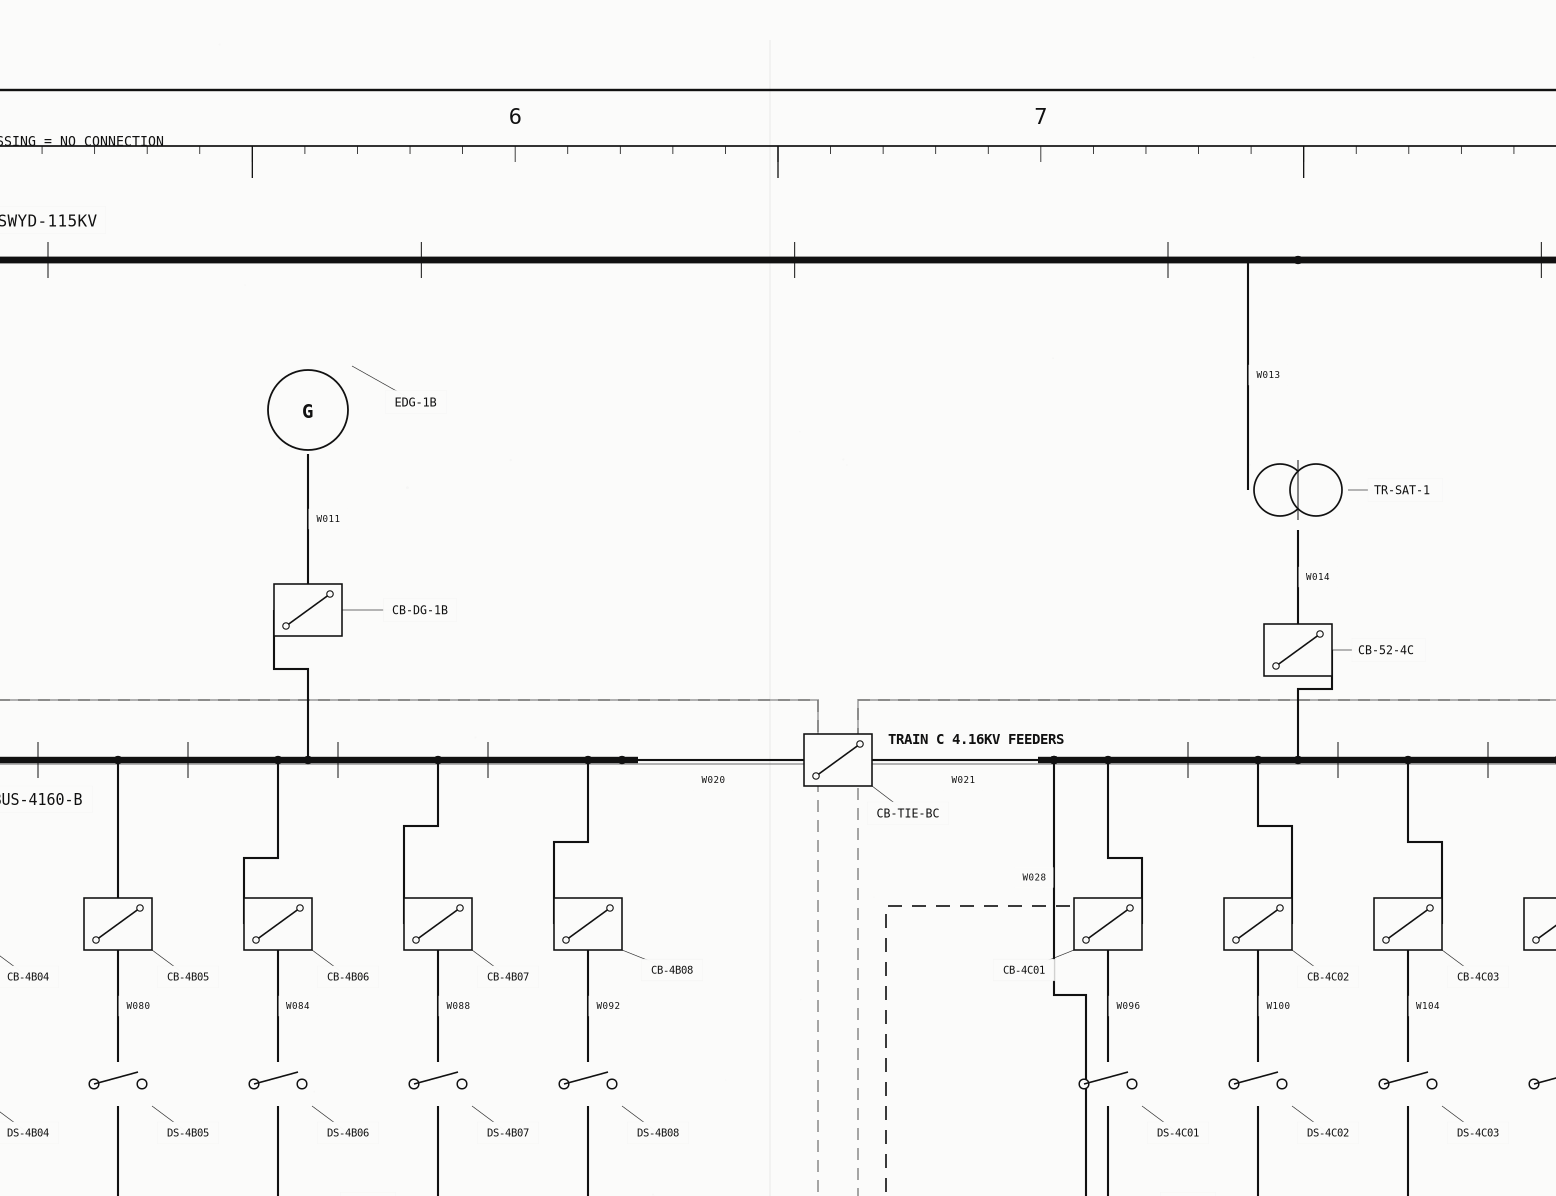 6
7
SSING = NO CONNECTION
SWYD-115KV
W013
EDG-1B
G
TR-SAT-1
W011
W014
CB-DG-1B
CB-52-4C
TRAIN C 4.16KV FEEDERS
W020
W021
BUS-4160-B
CB-TIE-BC
W028
CB-4B04
CB-4B05
CB-4B06
CB-4B07
CB-4B08
CB-4C01
CB-4C02
CB-4C03
W080
W084
W088
W092
W096
W100
W104
DS-4B04
DS-4B05
DS-4B06
DS-4B07
DS-4B08
DS-4C01
DS-4C02
DS-4C03